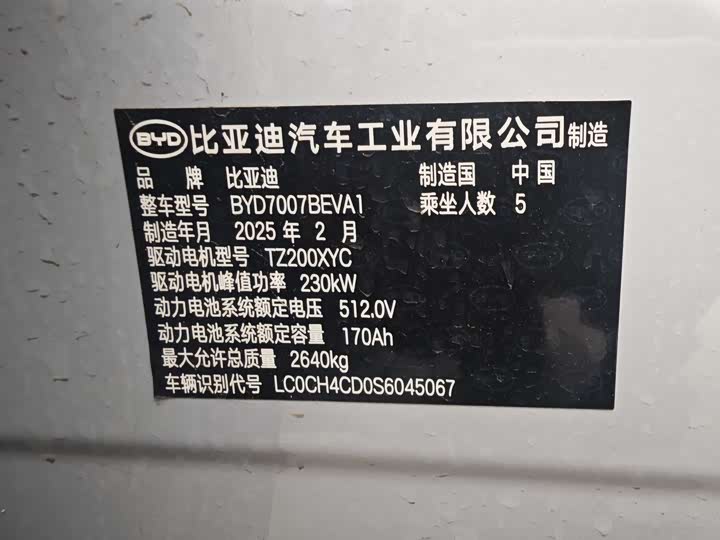 BYD 比亚迪汽车工业有限公司制造
品 牌 比亚迪 制造国 中国
整车型号 BYD7007BEVA1 乘坐人数 5
制造年月 2025 年 2 月
驱动电机型号 TZ200XYC
驱动电机峰值功率 230kW
动力电池系统额定电压 512.0V
动力电池系统额定容量 170Ah
最大允许总质量 2640kg
车辆识别代号 LC0CH4CD0S6045067